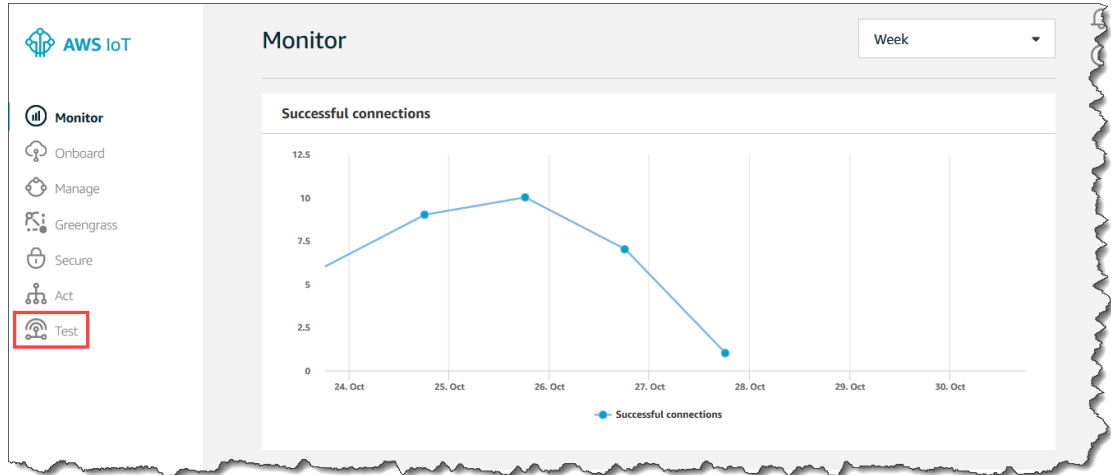 AWS IoT
Monitor
Week
Monitor
Onboard
Manage
Greengrass
Secure
Act
Test
Successful connections
12.5
10
7.5
5
2.5
0
24. Oct 25. Oct 26. Oct 27. Oct 28. Oct 29. Oct 30. Oct
Successful connections